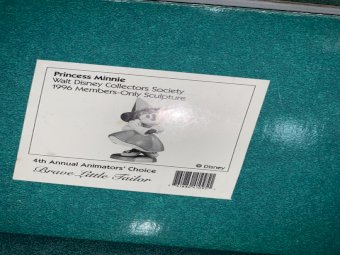 Princess Minnie
Walt Disney Collectors Society
1996 Members-Only Sculpture
© Disney
4th Annual Animators' Choice
Brave Little Tailor